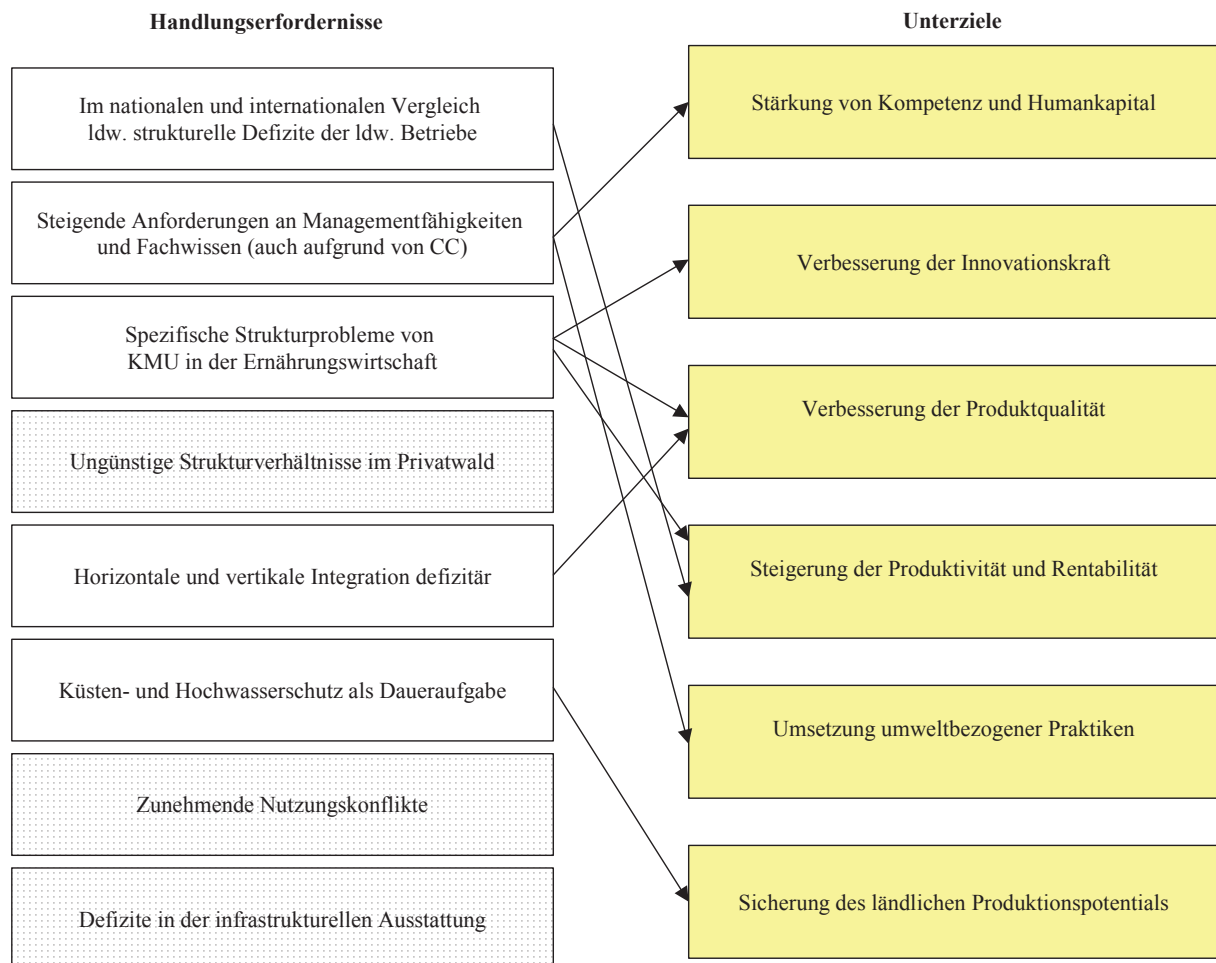 Handlungserfordernisse
Im nationalen und internationalen Vergleich
ldw. strukturelle Defizite der ldw. Betriebe
Steigende Anforderungen an Managementfähigkeiten
und Fachwissen (auch aufgrund von CC)
Spezifische Strukturprobleme von
KMU in der Ernährungswirtschaft
Ungünstige Strukturverhältnisse im Privatwald
Horizontale und vertikale Integration defizitär
Küsten- und Hochwasserschutz als Daueraufgabe
Zunehmende Nutzungskonflikte
Defizite in der infrastrukturellen Ausstattung
Unterziele
Stärkung von Kompetenz und Humankapital
Verbesserung der Innovationskraft
Verbesserung der Produktqualität
Steigerung der Produktivität und Rentabilität
Umsetzung umweltbezogener Praktiken
Sicherung des ländlichen Produktionspotentials